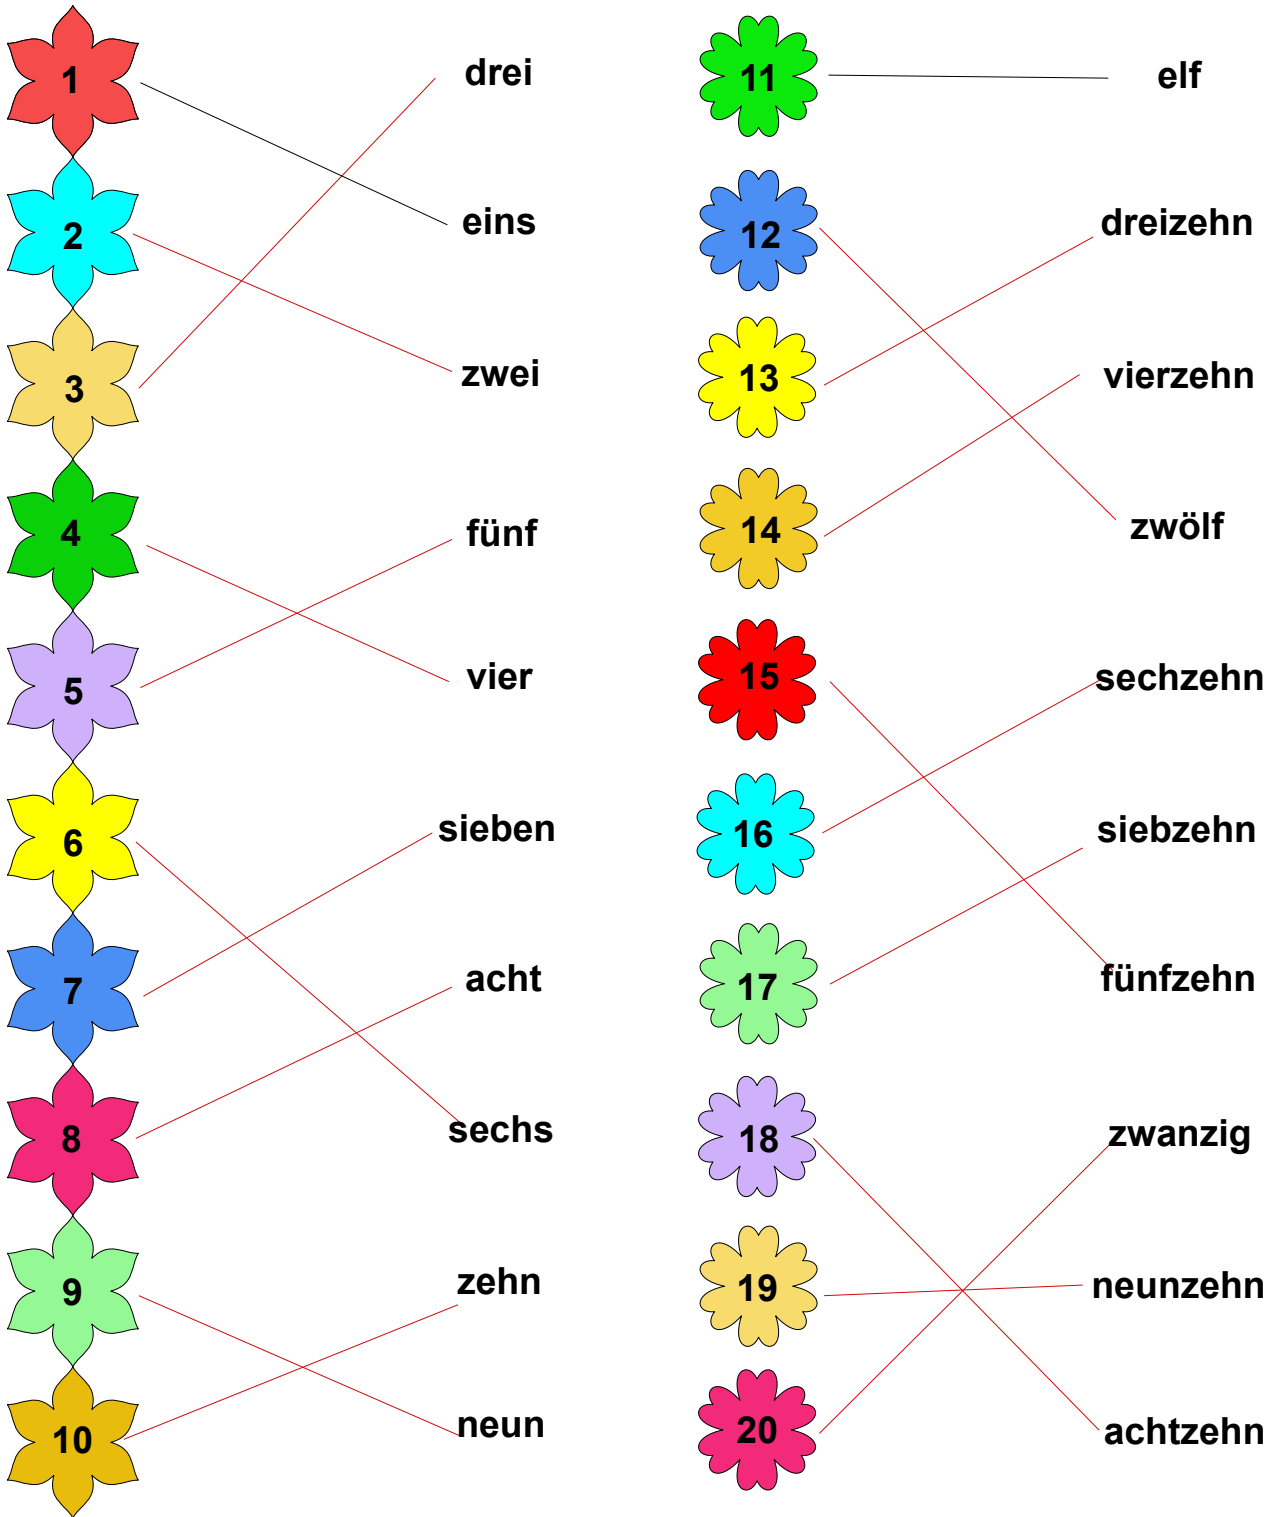 1 drei
2 eins
3 zwei
4 fünf
5 vier
6 sieben
7 acht
8 sechs
9 zehn
10 neun
11 elf
12 dreizehn
13 vierzehn
14 zwölf
15 sechzehn
16 siebzehn
17 fünfzehn
18 zwanzig
19 neunzehn
20 achtzehn